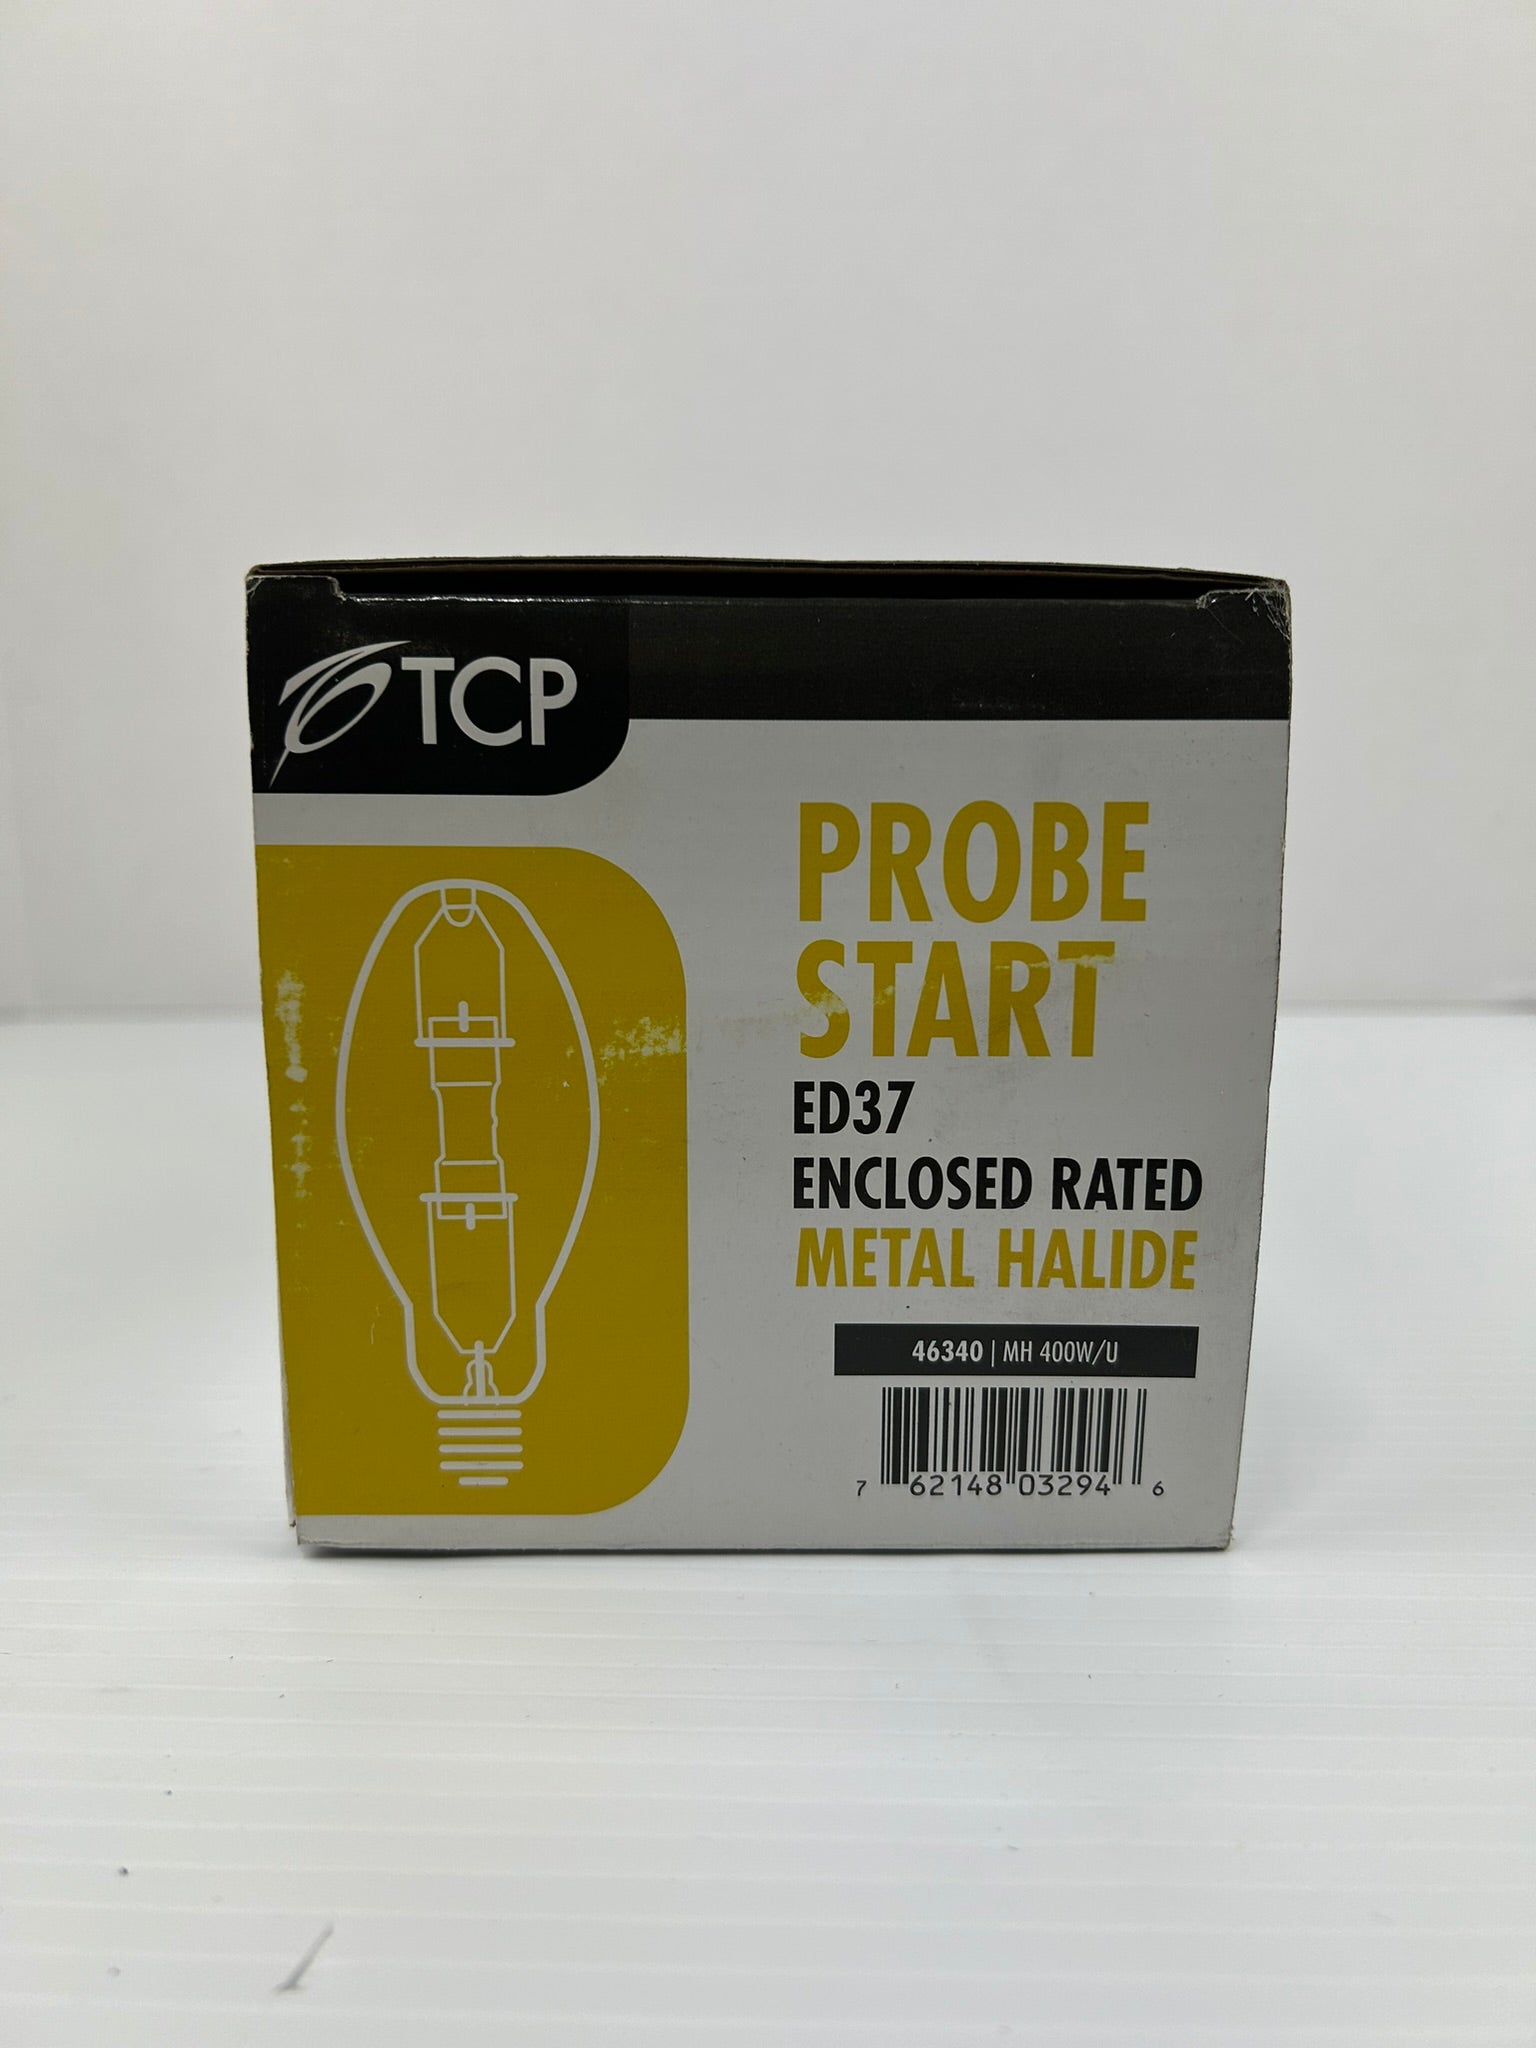 TCP
PROBE
START
ED37
ENCLOSED RATED
METAL HALIDE
46340 | MH 400W/U
7 62148 03294 6